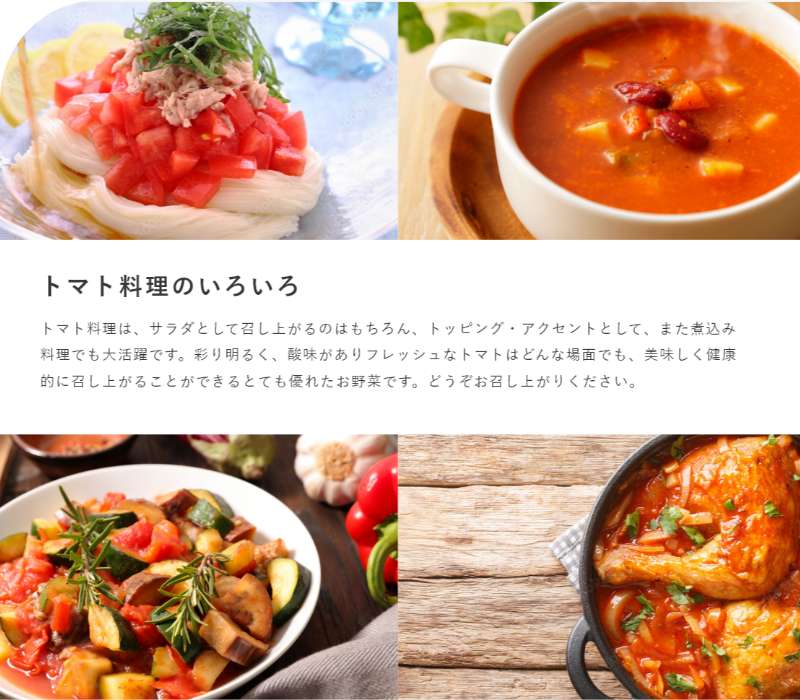 トマト料理のいろいろ
トマト料理は、サラダとして召し上がるのはもちろん、トッピング・アクセントとして、また煮込み
料理でも大活躍です。彩り明るく、酸味がありフレッシュなトマトはどんな場面でも、美味しく健康
的に召し上がることができるとても優れたお野菜です。どうぞお召し上がりください。